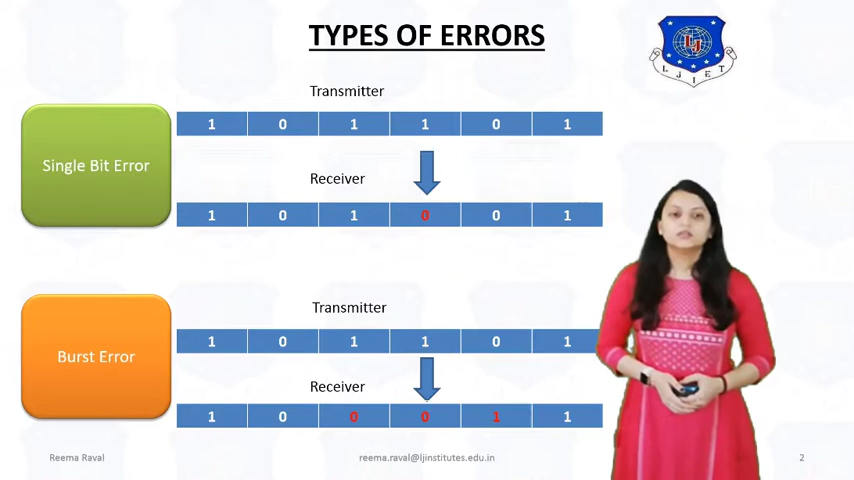 TYPES OF ERRORS
LJ
L J I E T
Transmitter
1 0 1 1 0 1
Single Bit Error
Receiver
1 0 1 0 0 1
Transmitter
1 0 1 1 0 1
Burst Error
Receiver
1 0 0 0 1 1
Reema Raval
reema.raval@ljinstitutes.edu.in
2